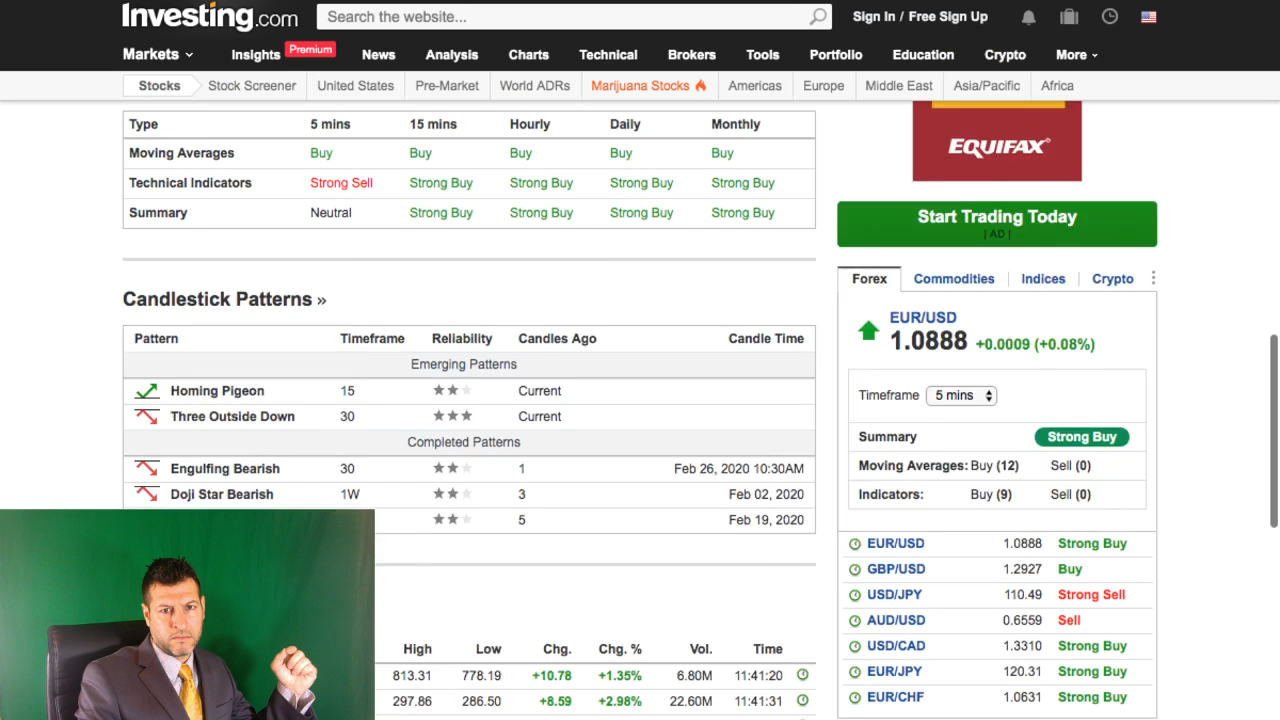 Investing.com
Search the website...
Sign In / Free Sign Up
Markets
Insights
Premium
News
Analysis
Charts
Technical
Brokers
Tools
Portfolio
Education
Crypto
More
Stocks
Stock Screener
United States
Pre-Market
World ADRs
Marijuana Stocks
Americas
Europe
Middle East
Asia/Pacific
Africa
Type 5 mins 15 mins Hourly Daily Monthly
Moving Averages Buy Buy Buy Buy Buy
Technical Indicators Strong Sell Strong Buy Strong Buy Strong Buy Strong Buy
Summary Neutral Strong Buy Strong Buy Strong Buy Strong Buy
Candlestick Patterns »
Pattern Timeframe Reliability Candles Ago Candle Time
Emerging Patterns
Homing Pigeon 15 Current
Three Outside Down 30 Current
Completed Patterns
Engulfing Bearish 30 1 Feb 26, 2020 10:30AM
Doji Star Bearish 1W 3 Feb 02, 2020
5 Feb 19, 2020
High Low Chg. Chg. % Vol. Time
813.31 778.19 +10.78 +1.35% 6.80M 11:41:20
297.86 286.50 +8.59 +2.98% 22.60M 11:41:31
EQUIFAX
Start Trading Today
| AD |
Forex Commodities Indices Crypto
EUR/USD
1.0888 +0.0009 (+0.08%)
Timeframe 5 mins
Summary Strong Buy
Moving Averages: Buy (12) Sell (0)
Indicators: Buy (9) Sell (0)
EUR/USD 1.0888 Strong Buy
GBP/USD 1.2927 Buy
USD/JPY 110.49 Strong Sell
AUD/USD 0.6559 Sell
USD/CAD 1.3310 Strong Buy
EUR/JPY 120.31 Strong Buy
EUR/CHF 1.0631 Strong Buy